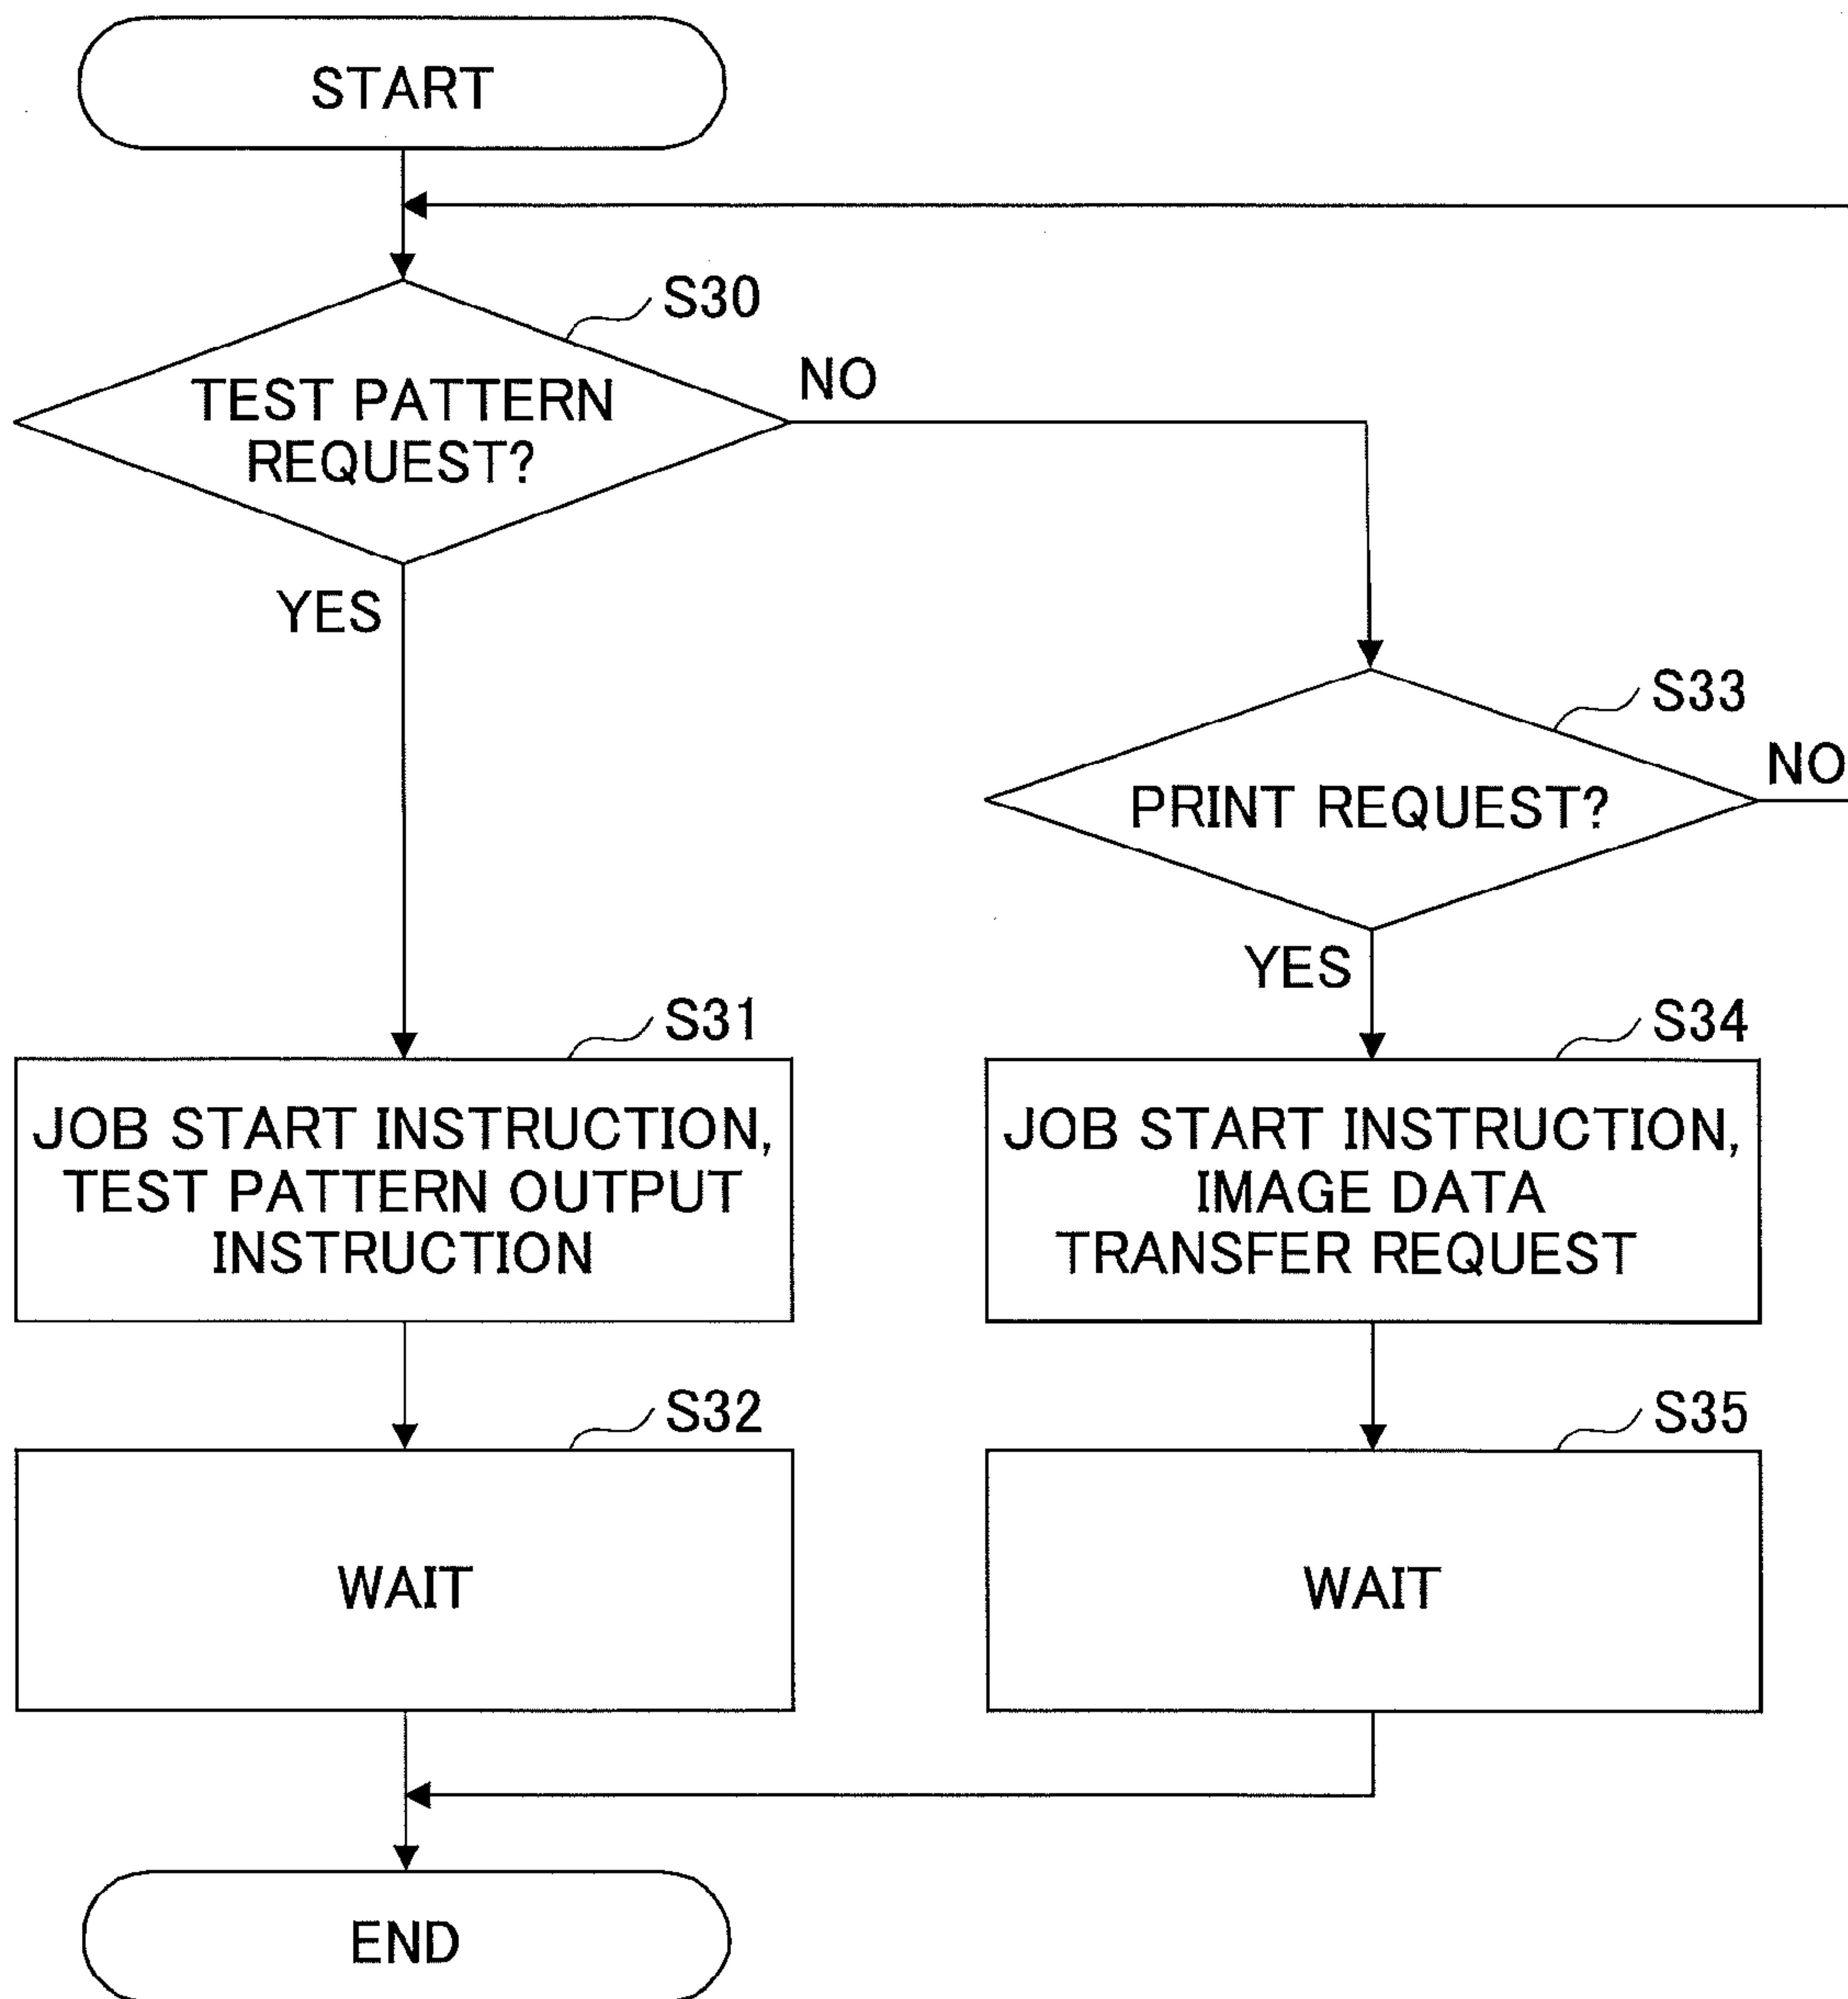 START
S30
TEST PATTERN
REQUEST?
NO
YES
S33
PRINT REQUEST?
NO
YES
S31
JOB START INSTRUCTION,
TEST PATTERN OUTPUT
INSTRUCTION
S34
JOB START INSTRUCTION,
IMAGE DATA
TRANSFER REQUEST
S32
WAIT
S35
WAIT
END